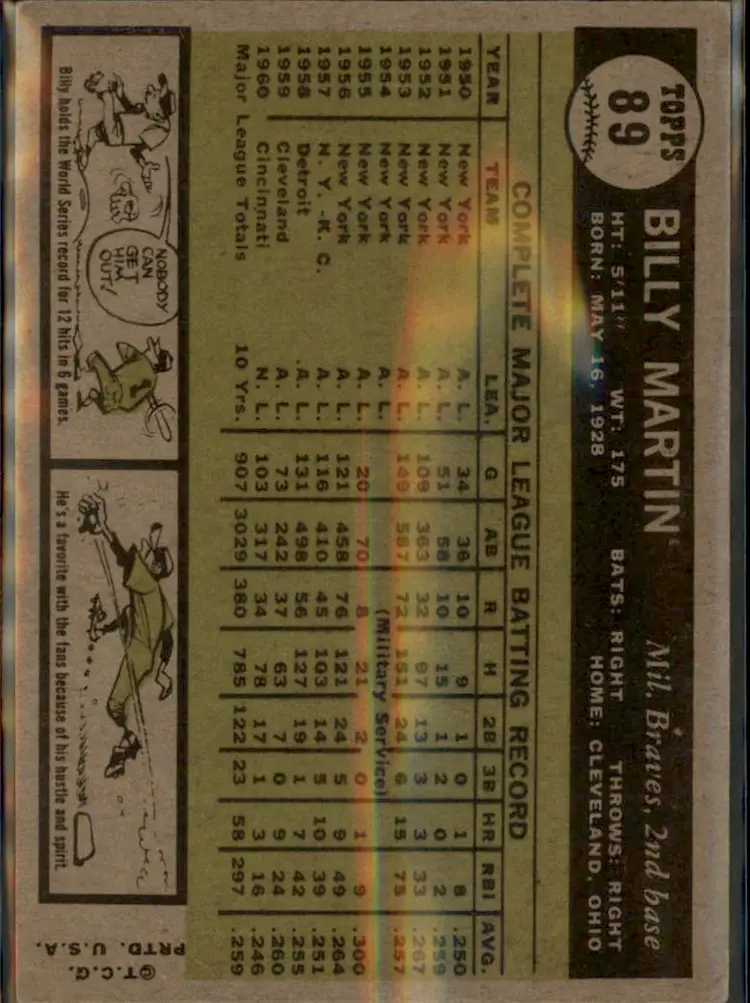 TOPPS
89
BILLY MARTIN
Mil. Braves, 2nd base
HT: 5'11" WT: 175 BATS: RIGHT THROWS: RIGHT
BORN: MAY 16, 1928 HOME: CLEVELAND, OHIO
COMPLETE MAJOR LEAGUE BATTING RECORD
YEAR TEAM LEA. G AB R H 2B 3B HR RBI AVG.
1950 New York A. L. 34 36 10 9 1 0 1 8 .250
1951 New York A. L. 51 58 10 15 1 2 0 2 .259
1952 New York A. L. 109 363 32 97 13 3 3 33 .267
1953 New York A. L. 149 587 72 151 24 6 15 75 .257
1954 New York A. L. (Military Service)
1955 New York A. L. 20 70 8 21 2 0 1 9 .300
1956 New York A. L. 121 458 76 121 24 5 9 49 .264
1957 N. Y. -K. C. A. L. 116 410 45 103 14 5 10 39 .251
1958 Detroit A. L. 131 498 56 127 19 1 7 42 .255
1959 Cleveland A. L. 73 242 37 63 7 0 9 24 .260
1960 Cincinnati N. L. 103 317 34 78 17 1 3 16 .246
Major League Totals 10 Yrs. 907 3029 380 785 122 23 58 297 .259
NOBODY
CAN
GET
HIM
OUT!
Billy holds the World Series record for 12 hits in 6 games.
He's a favorite with the fans because of his hustle and spirit.
©T.C.G.
PRTD. U.S.A.